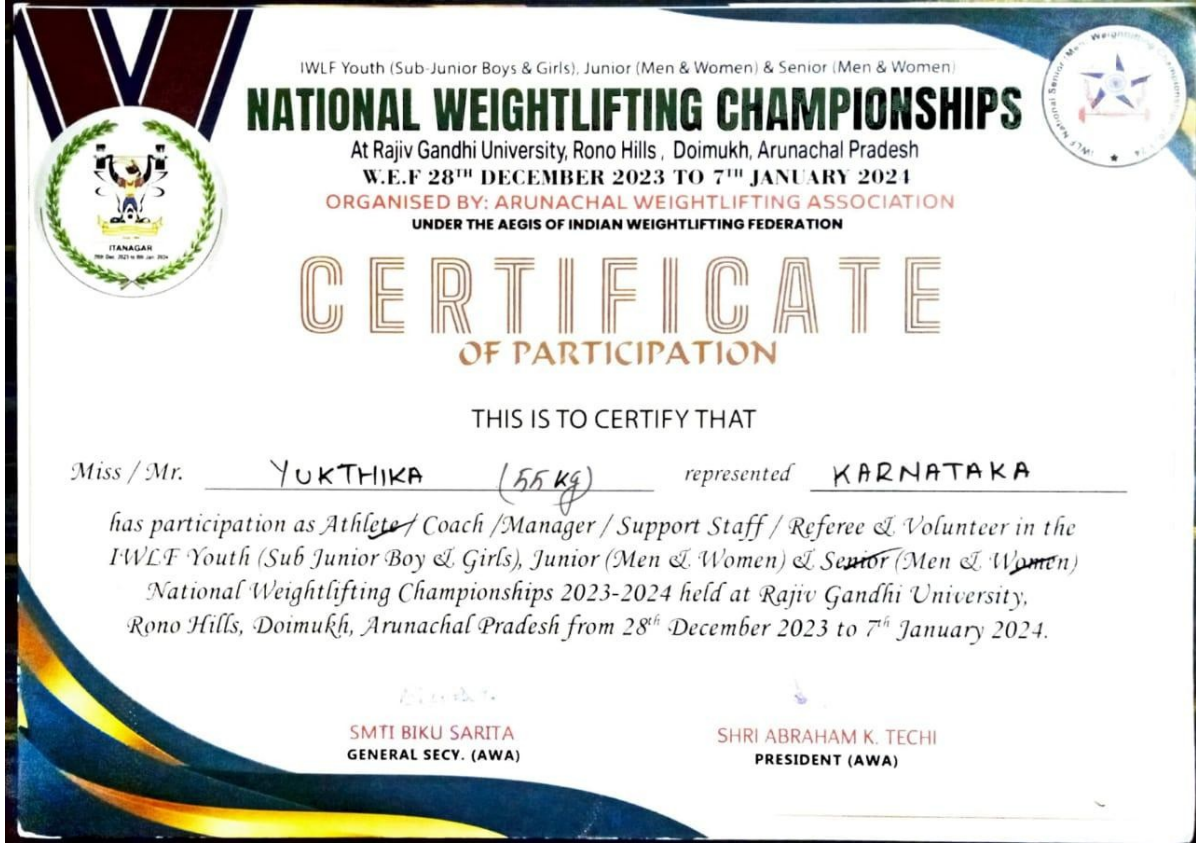 IWLF Youth (Sub-Junior Boys & Girls), Junior (Men & Women) & Senior (Men & Women)
NATIONAL WEIGHTLIFTING CHAMPIONSHIPS
At Rajiv Gandhi University, Rono Hills , Doimukh, Arunachal Pradesh
W.E.F 28TH DECEMBER 2023 TO 7TH JANUARY 2024
ORGANISED BY: ARUNACHAL WEIGHTLIFTING ASSOCIATION
UNDER THE AEGIS OF INDIAN WEIGHTLIFTING FEDERATION
ITANAGAR
CERTIFICATE
OF PARTICIPATION
THIS IS TO CERTIFY THAT
Miss / Mr. YUKTHIKA (55 kg) represented KARNATAKA
has participation as Athlete / Coach /Manager / Support Staff / Referee & Volunteer in the
IWLF Youth (Sub Junior Boy & Girls), Junior (Men & Women) & Senior (Men & Women)
National Weightlifting Championships 2023-2024 held at Rajiv Gandhi University,
Rono Hills, Doimukh, Arunachal Pradesh from 28th December 2023 to 7th January 2024.
SMTI BIKU SARITA
GENERAL SECY. (AWA)
SHRI ABRAHAM K. TECHI
PRESIDENT (AWA)